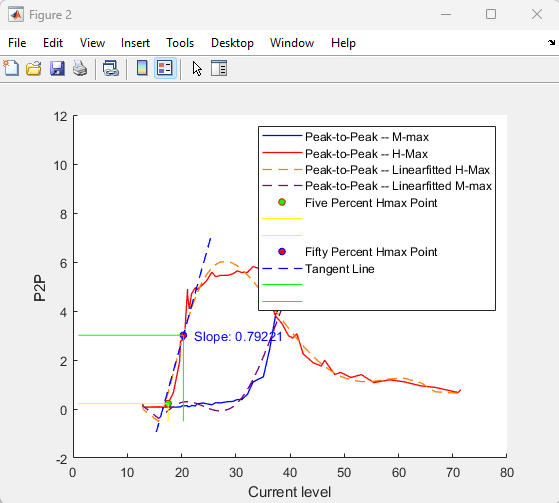 Figure 2
File Edit View Insert Tools Desktop Window Help
12
10
8
6
4
2
0
-2
P2P
Peak-to-Peak -- M-max
Peak-to-Peak -- H-Max
Peak-to-Peak -- Linearfitted H-Max
Peak-to-Peak -- Linearfitted M-max
Five Percent Hmax Point
Fifty Percent Hmax Point
Tangent Line
Slope: 0.79221
0 10 20 30 40 50 60 70 80
Current level